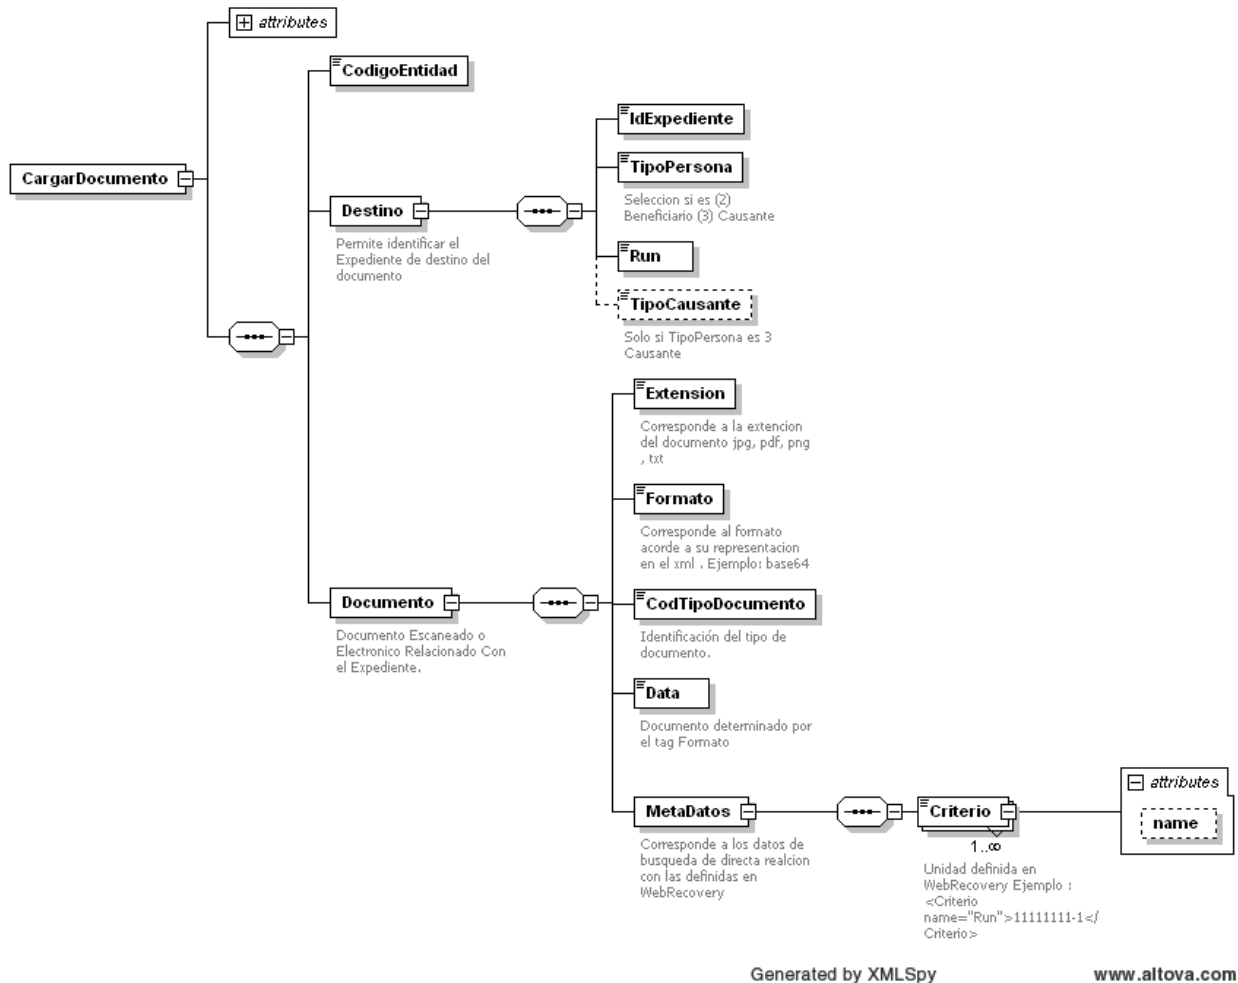 attributes
CodigoEntidad
IdExpediente
CargarDocumento
TipoPersona
Seleccion si es (2)
Beneficiario (3) Causante
Destino
Permite identificar el
Expediente de destino del
documento
Run
TipoCausante
Solo si TipoPersona es 3
Causante
Extension
Corresponde a la extencion
del documento jpg, pdf, png
, txt
Formato
Corresponde al formato
acorde a su representacion
en el xml . Ejemplo: base64
Documento
Documento Escaneado o
Electronico Relacionado Con
el Expediente.
CodTipoDocumento
Identificación del tipo de
documento.
Data
Documento determinado por
el tag Formato
MetaDatos
Corresponde a los datos de
busqueda de directa realcion
con las definidas en
WebRecovery
Criterio
1..∞
Unidad definida en
WebRecovery Ejemplo :
<Criterio
name="Run">11111111-1</
Criterio>
attributes
name
Generated by XMLSpy
www.altova.com